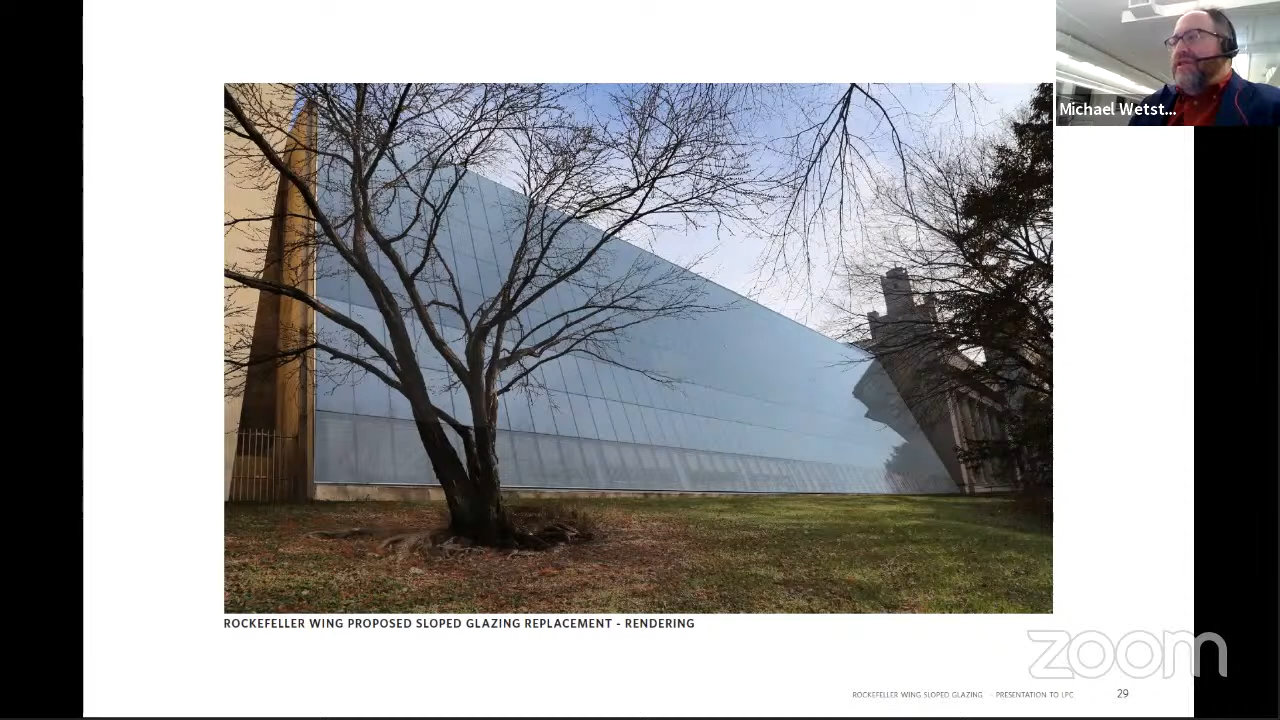 Michael Wetst...
ROCKEFELLER WING PROPOSED SLOPED GLAZING REPLACEMENT - RENDERING
zoom
ROCKEFELLER WING SLOPED GLAZING - PRESENTATION TO LPC 29